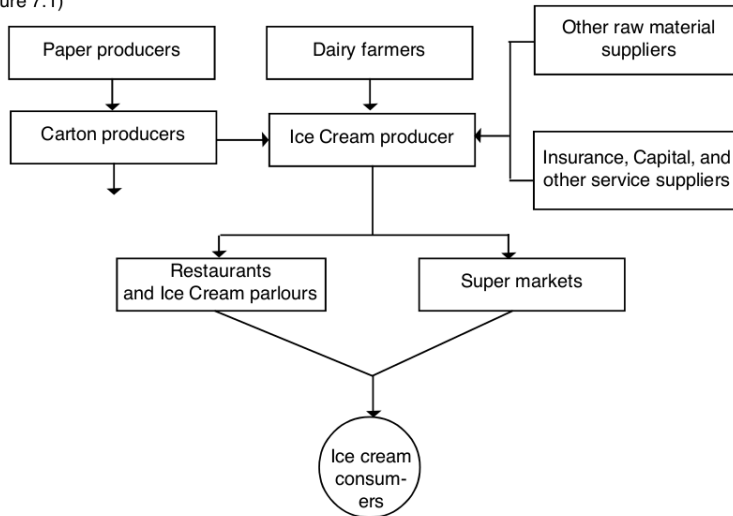 7.1)
Paper producers
Dairy farmers
Other raw material
suppliers
Carton producers
Ice Cream producer
Insurance, Capital, and
other service suppliers
Restaurants
and Ice Cream parlours
Super markets
Ice cream
consum-
ers